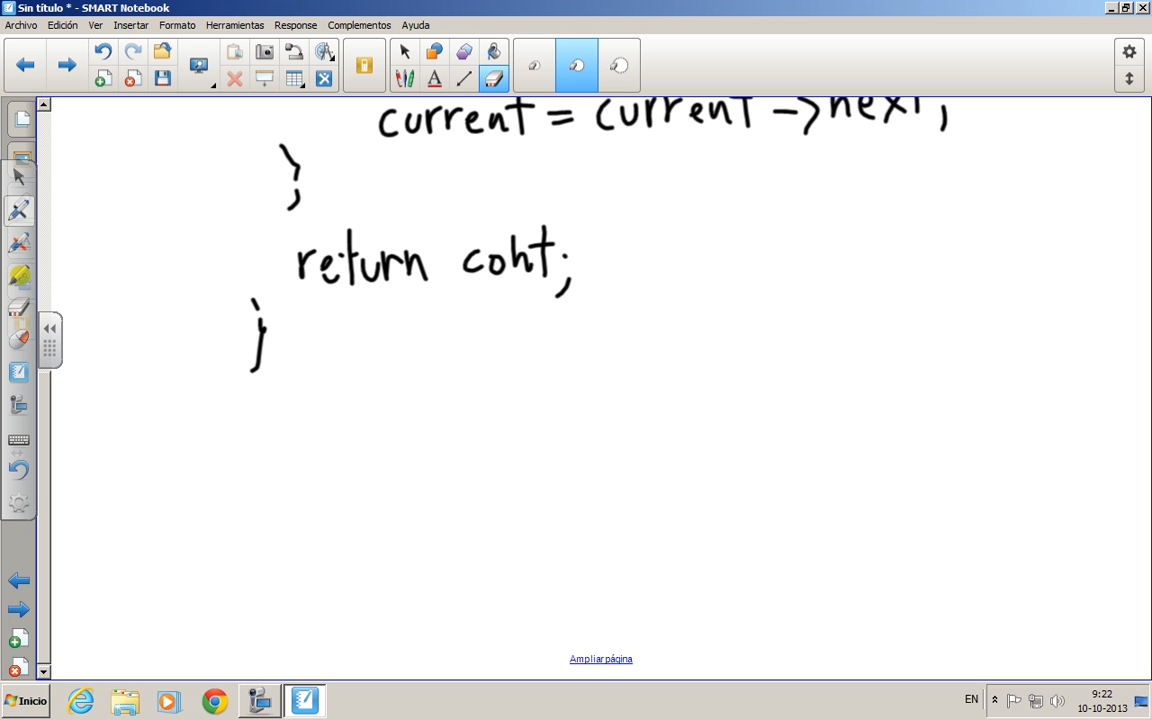 Sin título * - SMART Notebook
Archivo Edición Ver Insertar Formato Herramientas Response Complementos Ayuda
current = current ->next;
}
return cont;
}
Ampliar página
Inicio
EN
9:22
10-10-2013